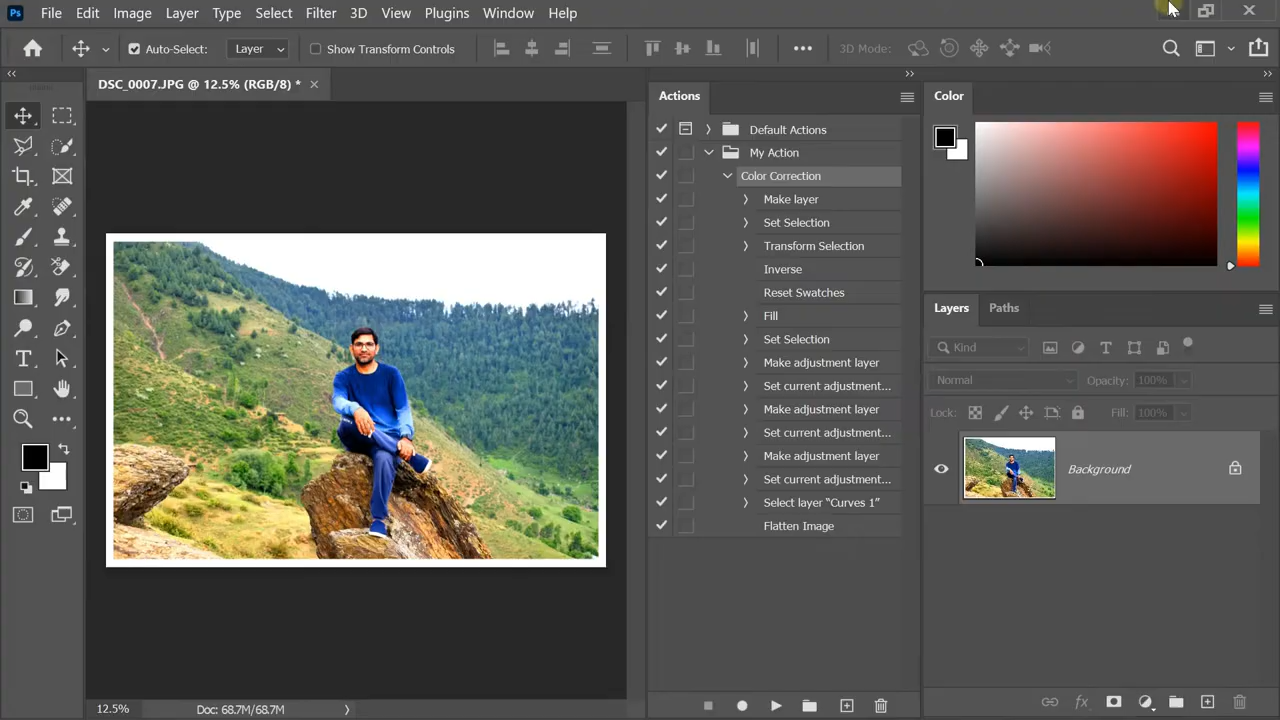 Ps File Edit Image Layer Type Select Filter 3D View Plugins Window Help
Auto-Select: Layer Show Transform Controls 3D Mode:
DSC_0007.JPG @ 12.5% (RGB/8) *
Actions
Default Actions
My Action
Color Correction
Make layer
Set Selection
Transform Selection
Inverse
Reset Swatches
Fill
Set Selection
Make adjustment layer
Set current adjustment...
Make adjustment layer
Set current adjustment...
Make adjustment layer
Set current adjustment...
Select layer “Curves 1”
Flatten Image
Color
Layers Paths
Kind
Normal Opacity: 100%
Lock: Fill: 100%
Background
12.5% Doc: 68.7M/68.7M